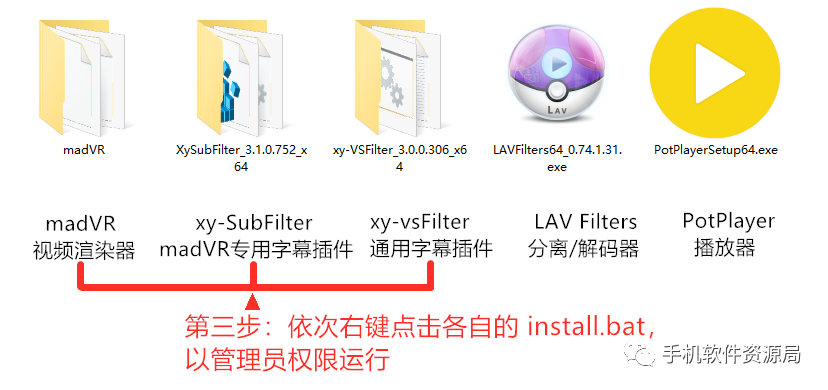 madVR
XySubFilter_3.1.0.752_x
64
xy-VSFilter_3.0.0.306_x6
4
LAVFilters64_0.74.1.31.
exe
PotPlayerSetup64.exe
LAV
madVR
视频渲染器
xy-SubFilter
madVR专用字幕插件
xy-vsFilter
通用字幕插件
LAV Filters
分离/解码器
PotPlayer
播放器
第三步：依次右键点击各自的 install.bat，
以管理员权限运行
手机软件资源局